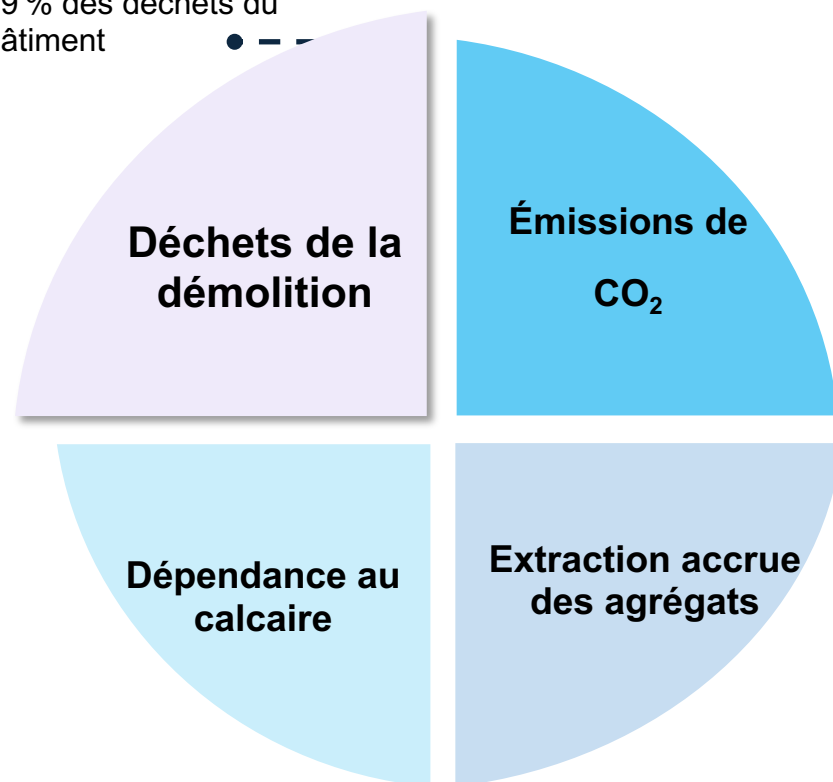 9 % des déchets du
âtiment
Déchets de la
démolition
Émissions de
CO₂
Dépendance au
calcaire
Extraction accrue
des agrégats